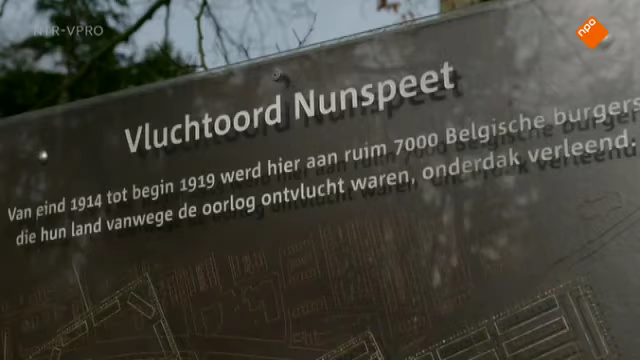 NTR-VPRO
npo
Vluchtoord Nunspeet
Van eind 1914 tot begin 1919 werd hier aan ruim 7000 Belgische burgers
die hun land vanwege de oorlog ontvlucht waren, onderdak verleend.